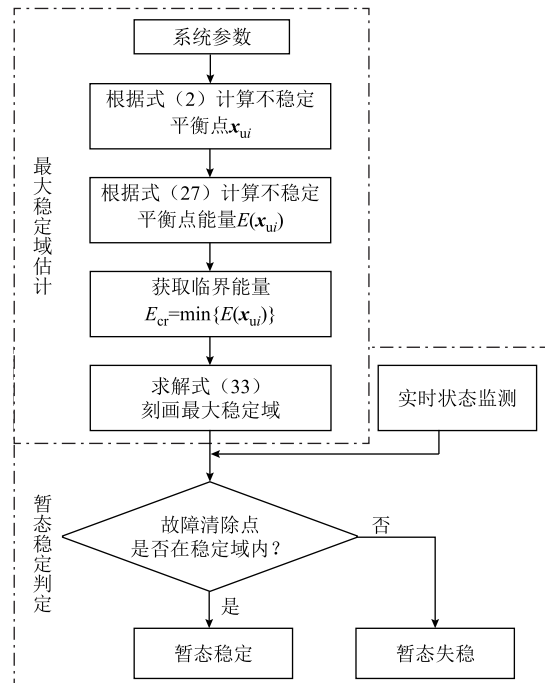 系统参数
根据式（2）计算不稳定
平衡点xui
根据式（27）计算不稳定
平衡点能量E(xui)
获取临界能量
Ecr=min{E(xui)}
求解式（33）
刻画最大稳定域
最大稳定域估计
实时状态监测
暂态稳定判定
故障清除点
是否在稳定域内？
否
是
暂态稳定
暂态失稳